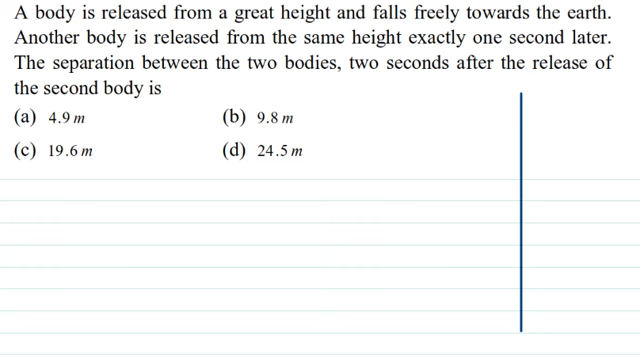 A body is released from a great height and falls freely towards the earth.
Another body is released from the same height exactly one second later.
The separation between the two bodies, two seconds after the release of
the second body is
(a) 4.9 m (b) 9.8 m
(c) 19.6 m (d) 24.5 m